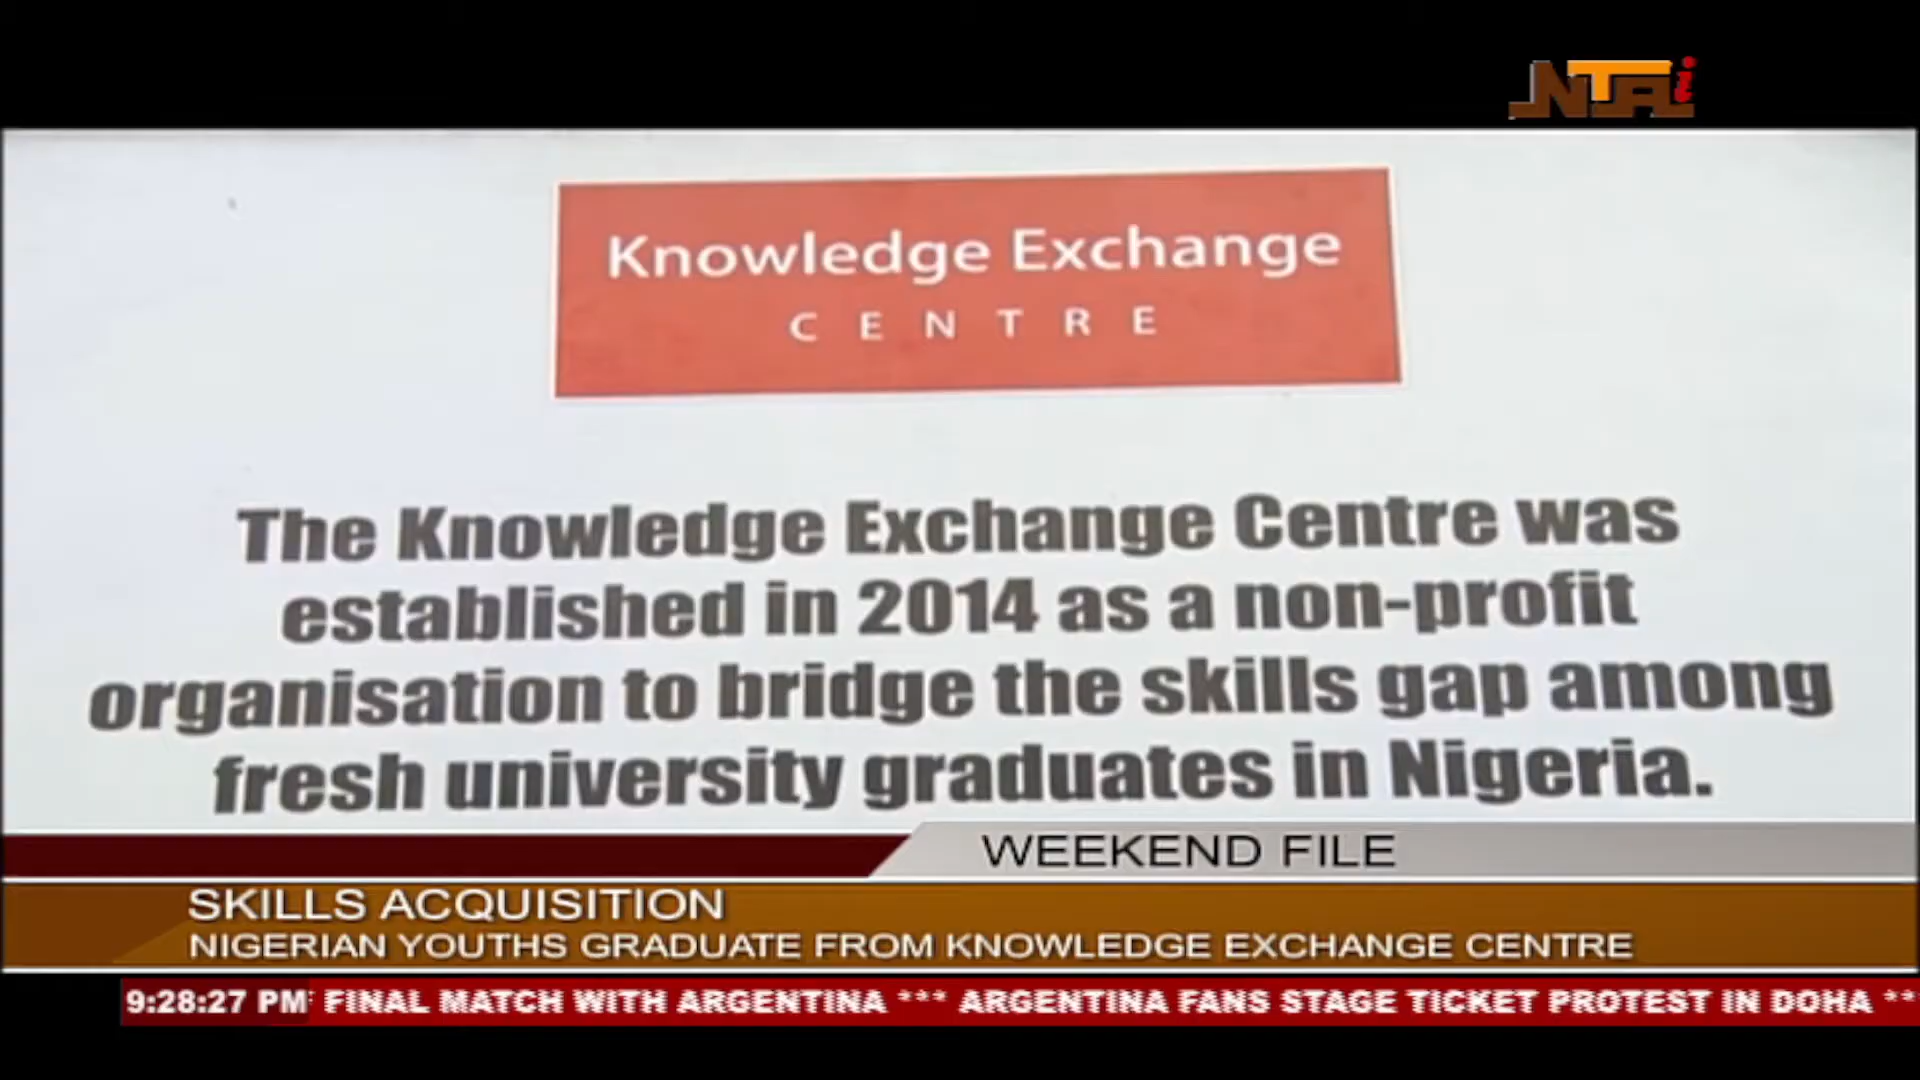 NTAi
Knowledge Exchange
CENTRE
The Knowledge Exchange Centre was
established in 2014 as a non-profit
organisation to bridge the skills gap among
fresh university graduates in Nigeria.
WEEKEND FILE
SKILLS ACQUISITION
NIGERIAN YOUTHS GRADUATE FROM KNOWLEDGE EXCHANGE CENTRE
9:28:27 PM FINAL MATCH WITH ARGENTINA *** ARGENTINA FANS STAGE TICKET PROTEST IN DOHA **